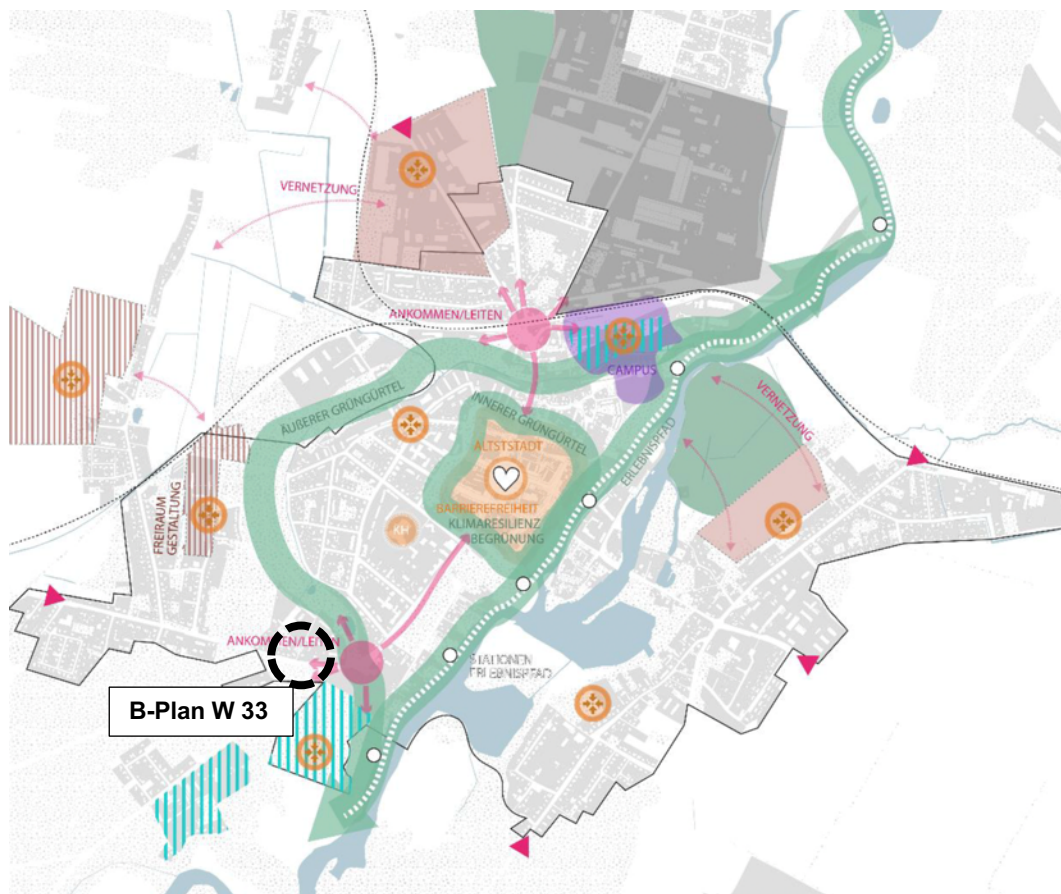 VERNETZUNG
ANKOMMEN/LEITEN
CAMPUS
ÄUßERER GRÜNGÜRTEL
INNERER GRÜNGÜRTEL
VERNETZUNG
ALTSTSTADT
ERLEBNISPFAD
BARRIEREFREIHEIT
KLIMARESILIENZ
BEGRÜNUNG
FREIRAUM
GESTALTUNG
KH
ANKOMMEN/LEITEN
STATIONEN
ERLEBNISPFAD
B-Plan W 33